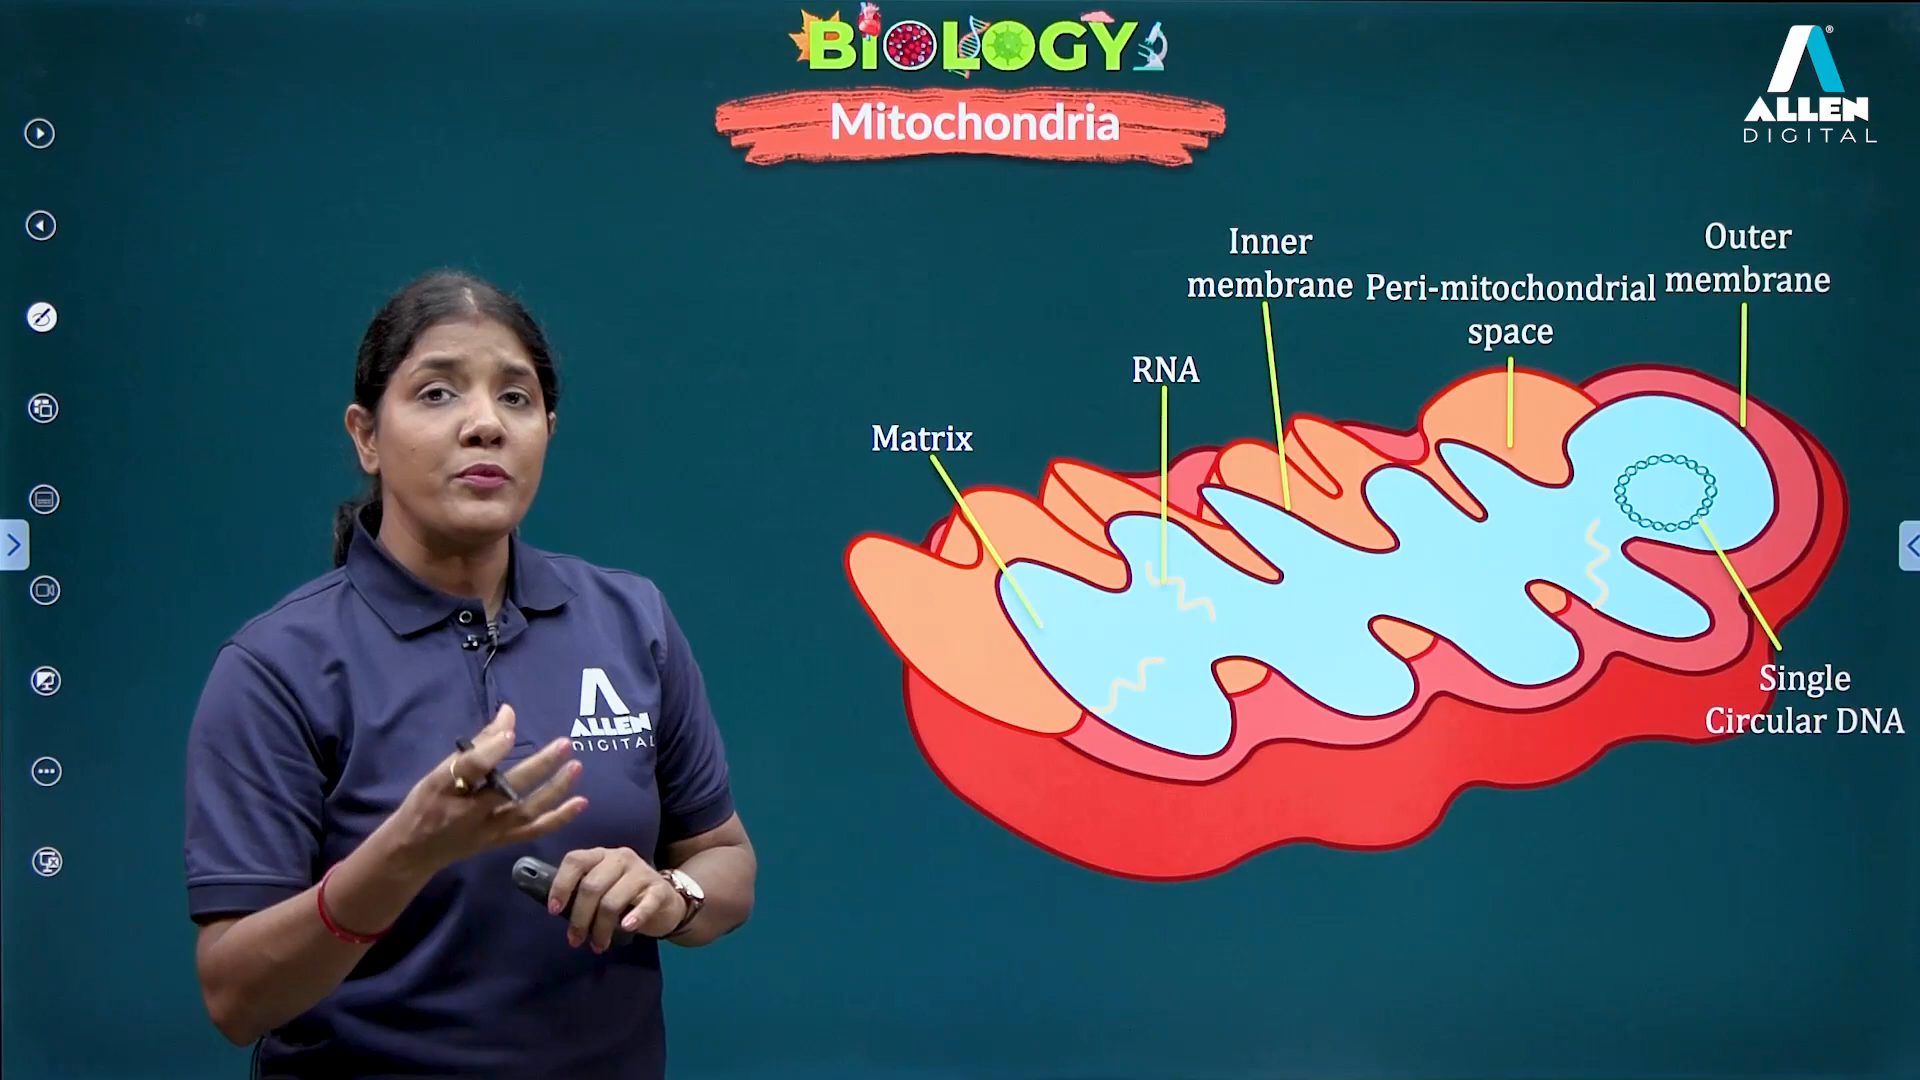 BIOLOGY
Mitochondria
ALLEN
DIGITAL
Inner
membrane
Peri-mitochondrial
space
Outer
membrane
RNA
Matrix
Single
Circular DNA
ALLEN
DIGITAL